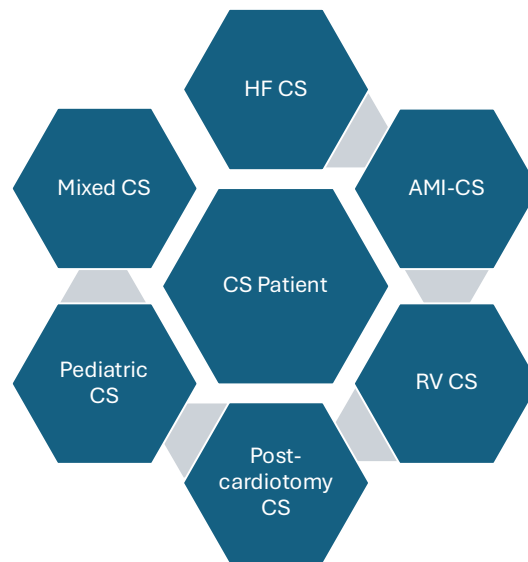 HF CS
Mixed CS
AMI-CS
CS Patient
Pediatric
CS
RV CS
Post-
cardiotomy
CS